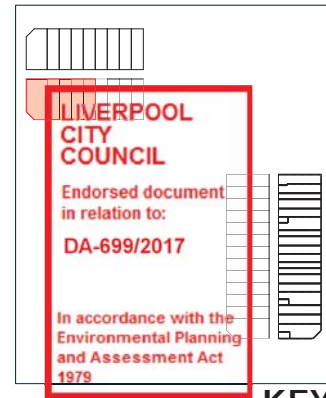 LIVERPOOL
CITY
COUNCIL
Endorsed document
in relation to:
DA-699/2017
In accordance with the
Environmental Planning
and Assessment Act
1979
KEY